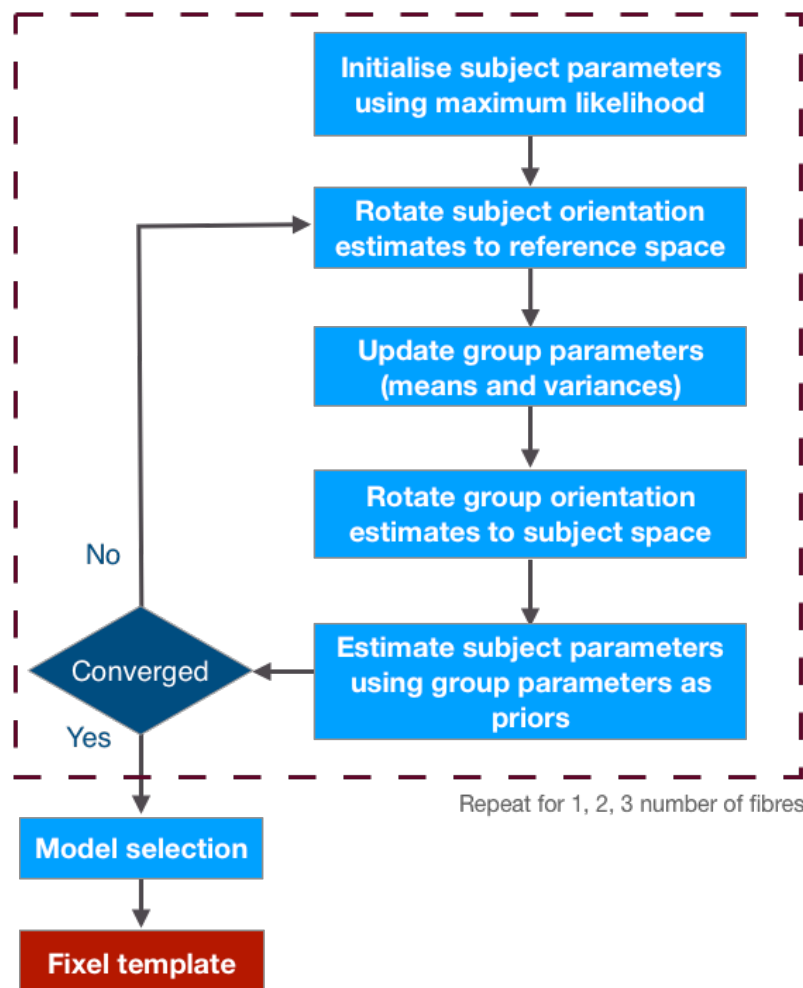 Initialise subject parameters
using maximum likelihood
Rotate subject orientation
estimates to reference space
Update group parameters
(means and variances)
Rotate group orientation
estimates to subject space
No
Estimate subject parameters
using group parameters as
priors
Converged
Yes
Repeat for 1, 2, 3 number of fibres
Model selection
Fixel template